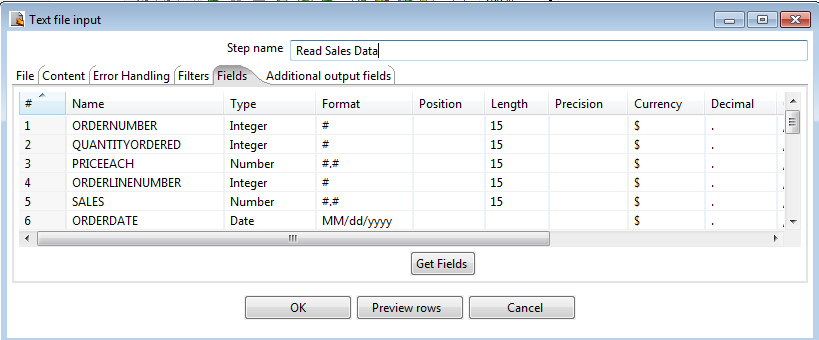 Text file input
Step name Read Sales Data
File Content Error Handling Filters Fields Additional output fields
# Name Type Format Position Length Precision Currency Decimal
1 ORDERNUMBER Integer # 15 $ .
2 QUANTITYORDERED Integer # 15 $ .
3 PRICEEACH Number #.# 15 $ .
4 ORDERLINENUMBER Integer # 15 $ .
5 SALES Number #.# 15 $ .
6 ORDERDATE Date MM/dd/yyyy $ .
Get Fields
OK Preview rows Cancel